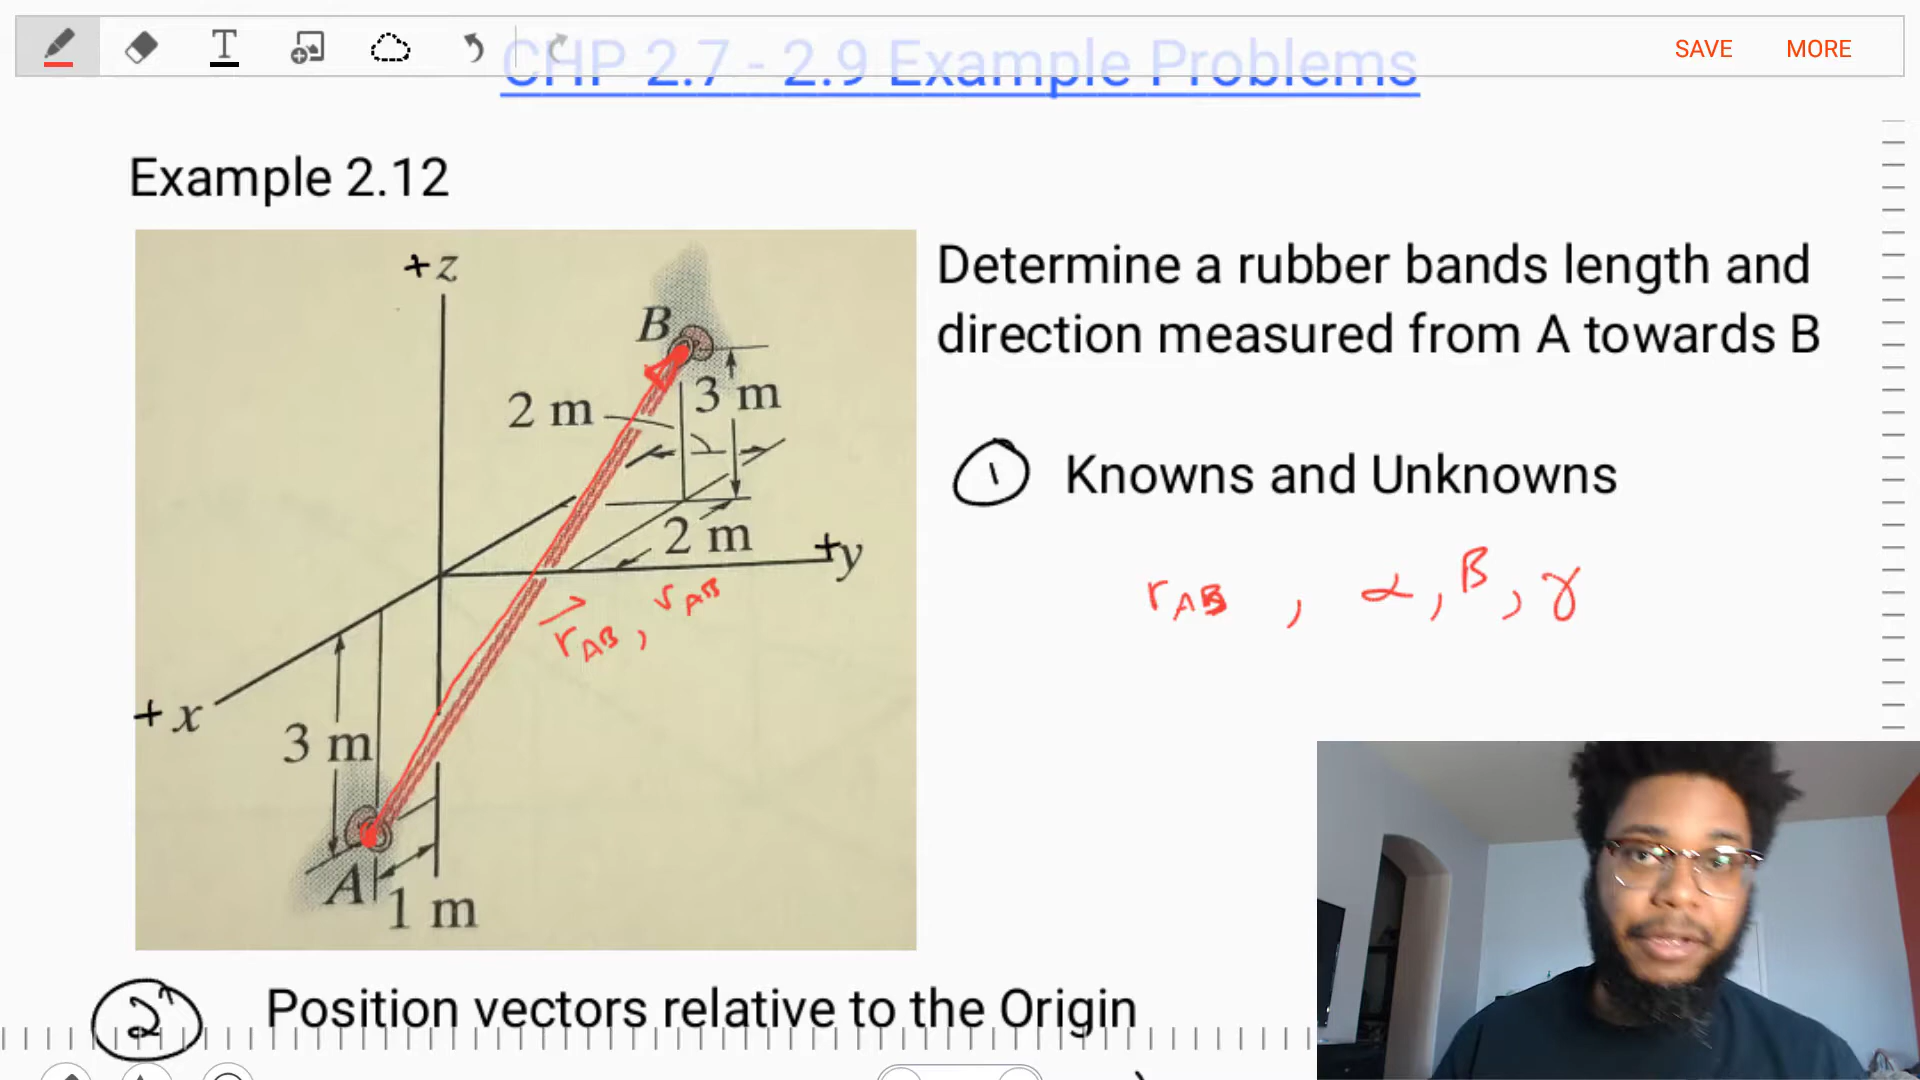 SAVE MORE
CHP 2.7 - 2.9 Example Problems
Example 2.12
Determine a rubber bands length and
direction measured from A towards B
+z
B
3 m
2 m
2 m
+y
r AB , r AB
+ x
3 m
A
1 m
1 Knowns and Unknowns
r AB , α, β, γ
2 Position vectors relative to the Origin